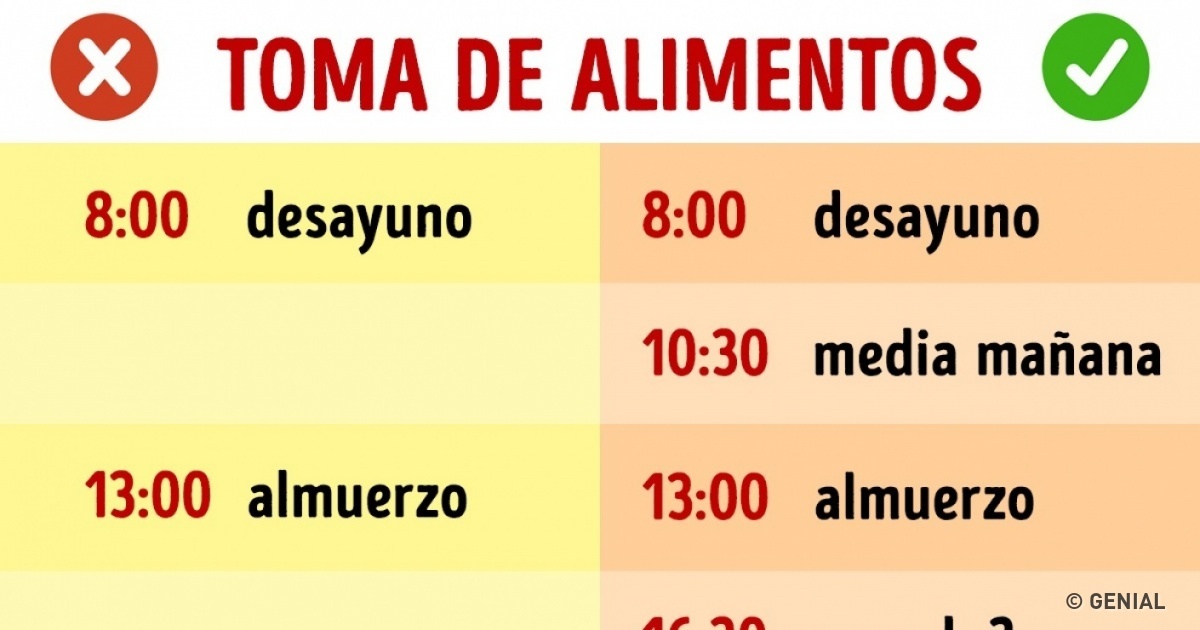 TOMA DE ALIMENTOS
8:00 desayuno 8:00 desayuno
10:30 media mañana
13:00 almuerzo 13:00 almuerzo
© GENIAL